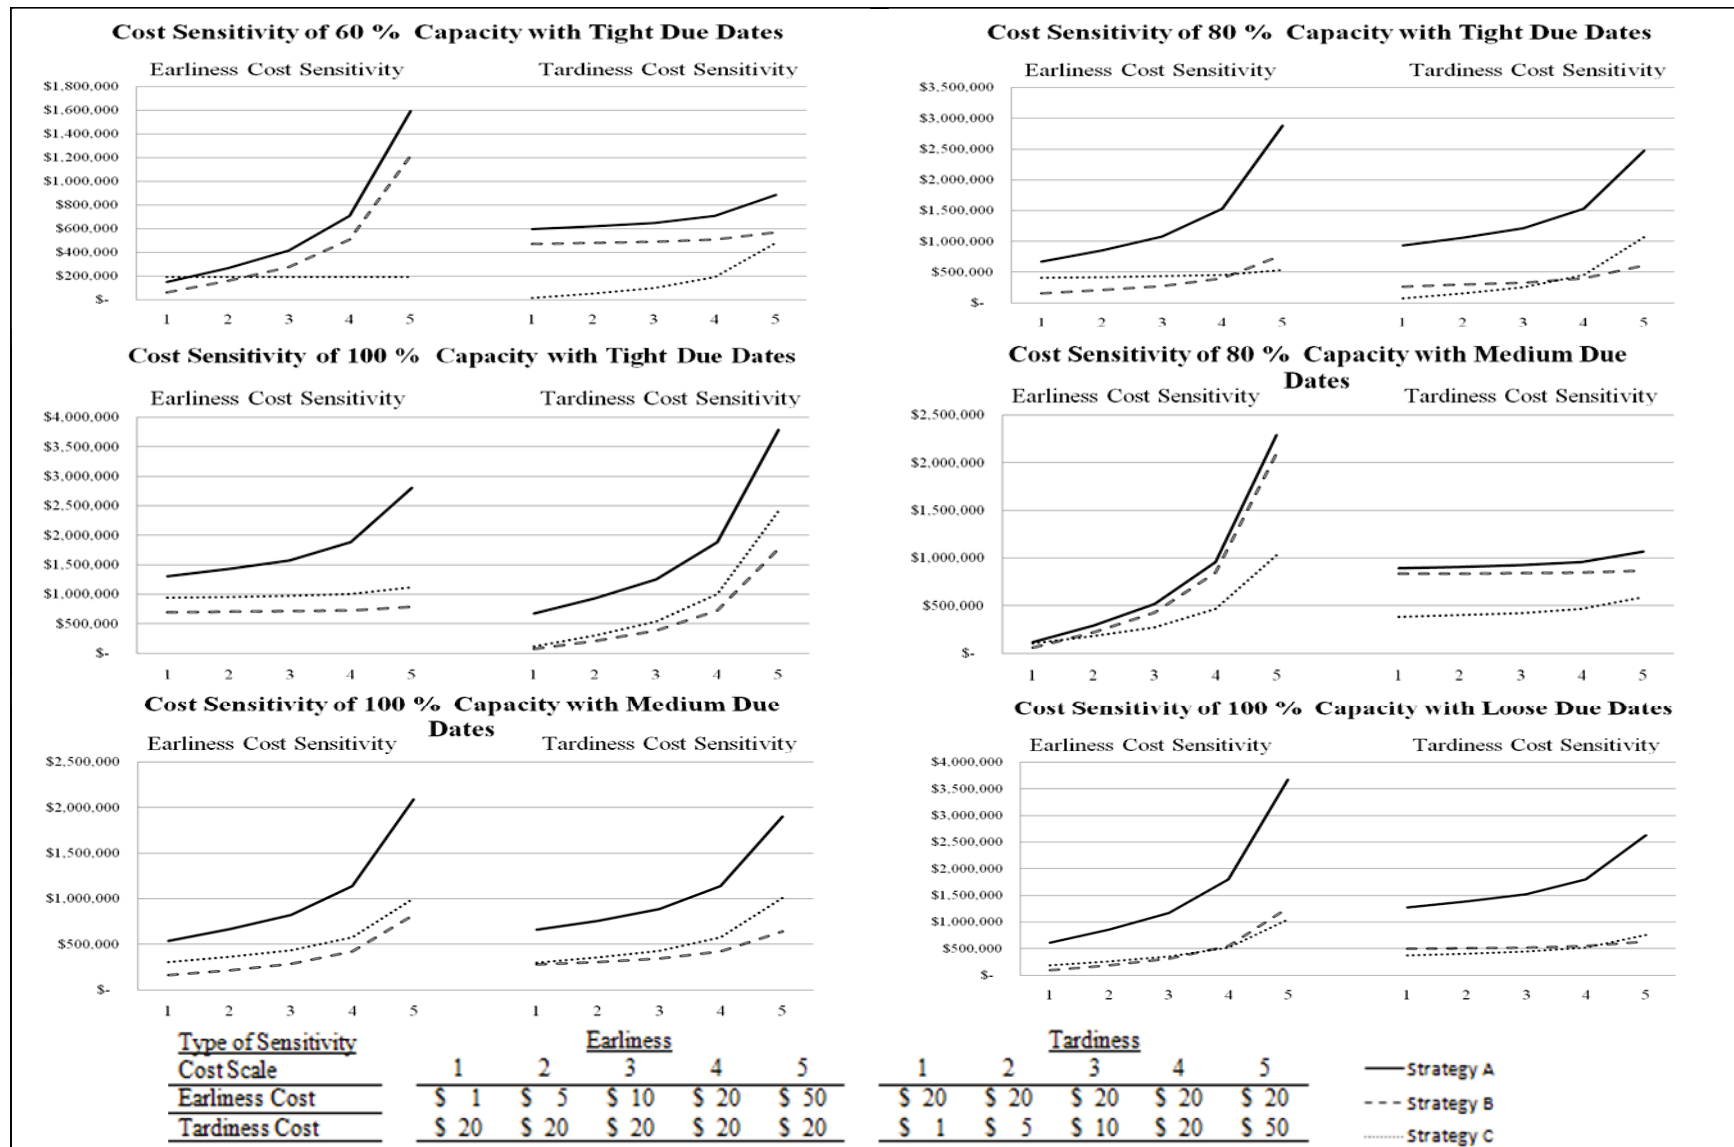 Cost Sensitivity of 60 % Capacity with Tight Due Dates
Earliness Cost Sensitivity
Tardiness Cost Sensitivity
$1,800,000
$1,600,000
$1,400,000
$1,200,000
$1,000,000
$800,000
$600,000
$400,000
$200,000
$-
1 2 3 4 5 1 2 3 4 5
Cost Sensitivity of 80 % Capacity with Tight Due Dates
Earliness Cost Sensitivity
Tardiness Cost Sensitivity
$3,500,000
$3,000,000
$2,500,000
$2,000,000
$1,500,000
$1,000,000
$500,000
$-
1 2 3 4 5 1 2 3 4 5
Cost Sensitivity of 100 % Capacity with Tight Due Dates
Earliness Cost Sensitivity
Tardiness Cost Sensitivity
$4,000,000
$3,500,000
$3,000,000
$2,500,000
$2,000,000
$1,500,000
$1,000,000
$500,000
$-
1 2 3 4 5 1 2 3 4 5
Cost Sensitivity of 80 % Capacity with Medium Due
Dates
Earliness Cost Sensitivity
Tardiness Cost Sensitivity
$2,500,000
$2,000,000
$1,500,000
$1,000,000
$500,000
$-
1 2 3 4 5 1 2 3 4 5
Cost Sensitivity of 100 % Capacity with Medium Due
Dates
Earliness Cost Sensitivity
Tardiness Cost Sensitivity
$2,500,000
$2,000,000
$1,500,000
$1,000,000
$500,000
$-
1 2 3 4 5 1 2 3 4 5
Cost Sensitivity of 100 % Capacity with Loose Due Dates
Earliness Cost Sensitivity
Tardiness Cost Sensitivity
$4,000,000
$3,500,000
$3,000,000
$2,500,000
$2,000,000
$1,500,000
$1,000,000
$500,000
$-
1 2 3 4 5 1 2 3 4 5
Type of Sensitivity Earliness Tardiness
Cost Scale 1 2 3 4 5 1 2 3 4 5
Earliness Cost $ 1 $ 5 $ 10 $ 20 $ 50 $ 20 $ 20 $ 20 $ 20 $ 20
Tardiness Cost $ 20 $ 20 $ 20 $ 20 $ 20 $ 1 $ 5 $ 10 $ 20 $ 50
Strategy A
Strategy B
Strategy C